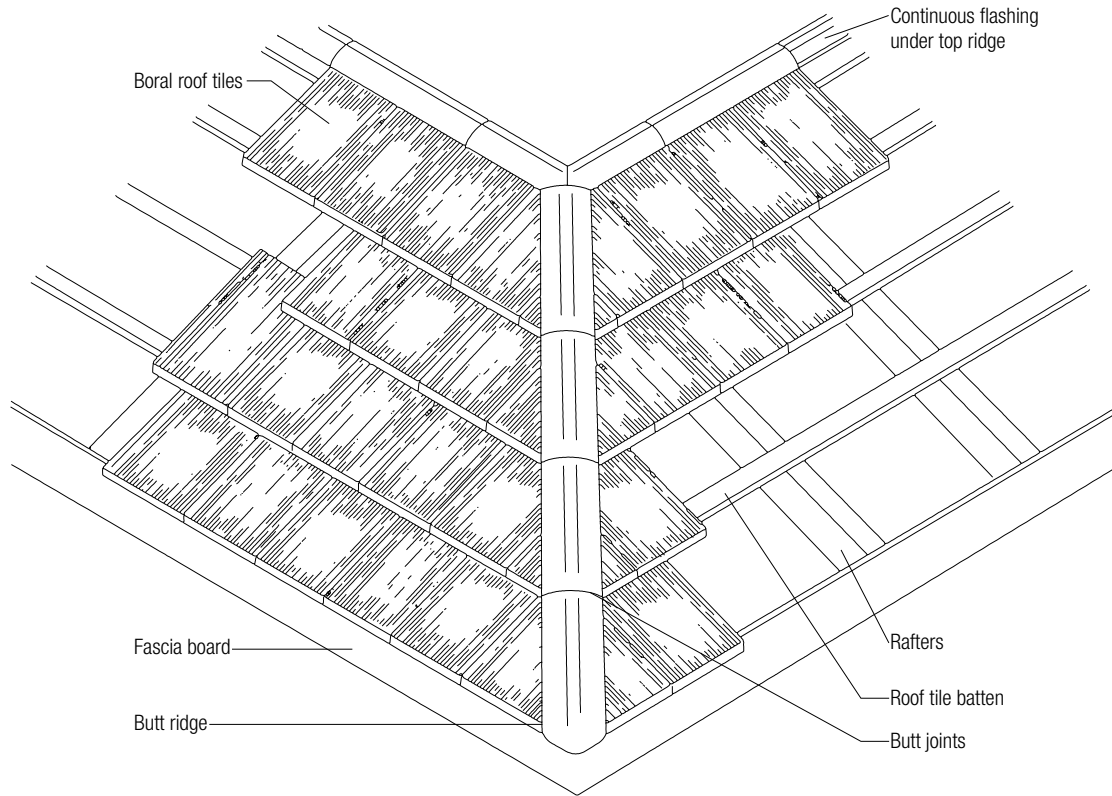 Continuous flashing
under top ridge
Boral roof tiles
Fascia board
Rafters
Roof tile batten
Butt ridge
Butt joints